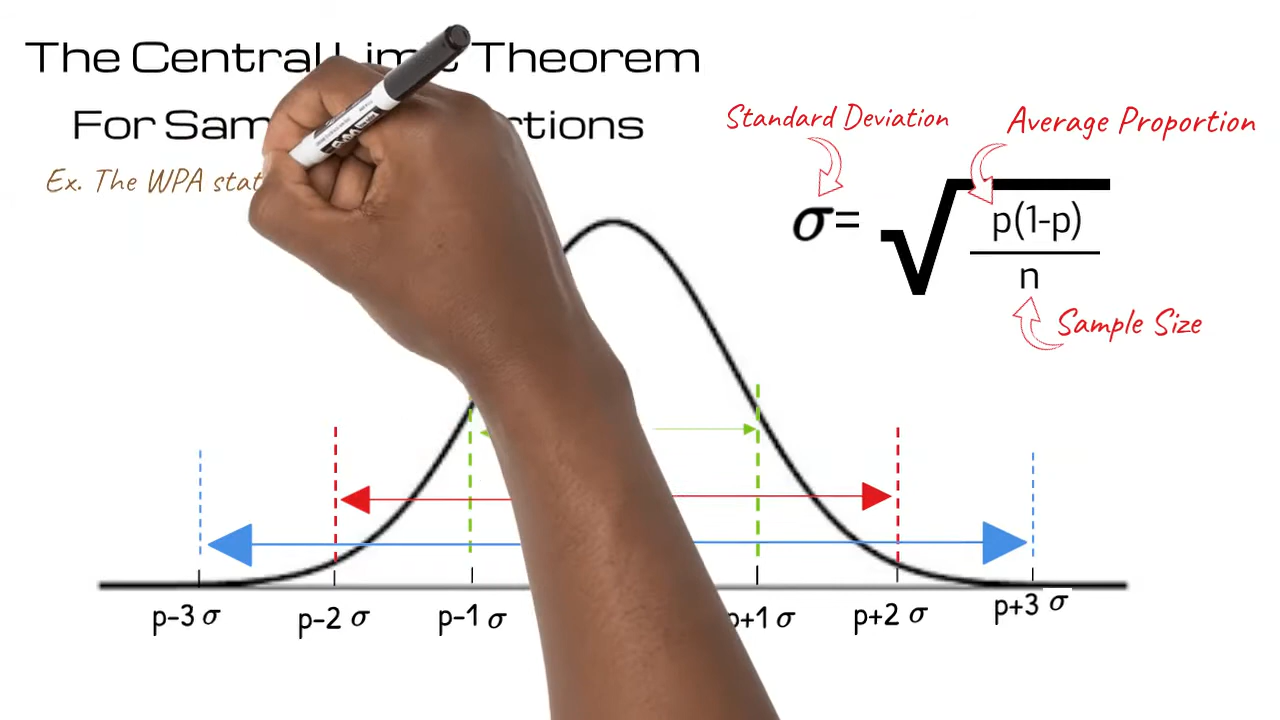 The Central Limit Theorem
For Sam rtions
Ex. The WPA stat
Standard Deviation
Average Proportion
σ= √ p(1-p)
n
Sample Size
p-3 σ p-2 σ p-1 σ p+1 σ p+2 σ p+3 σ